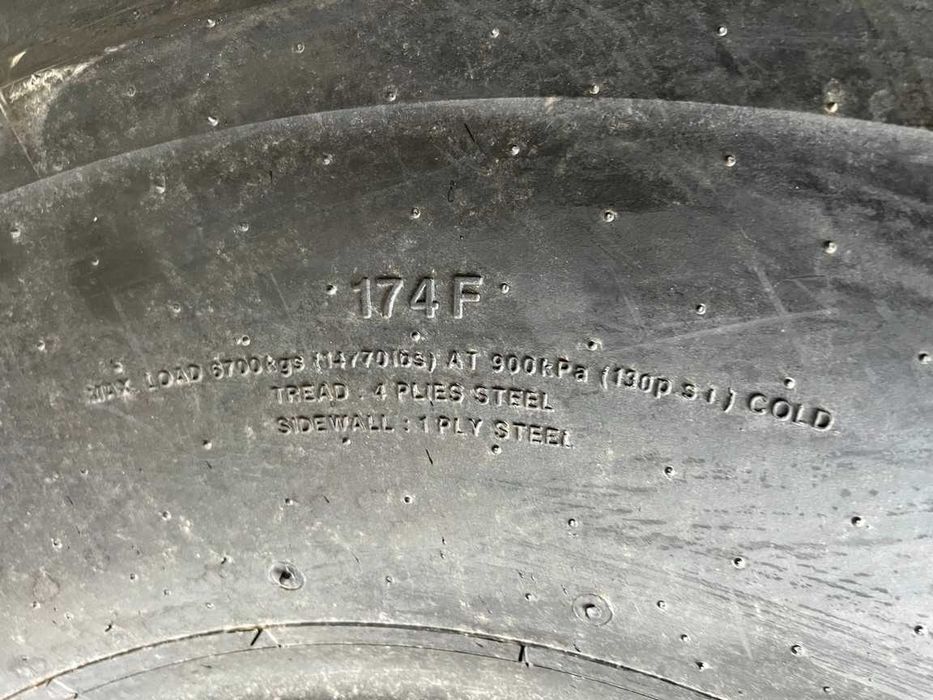 174 F
MAX. LOAD 6700kgs (14770lbs) AT 900kPa (130p.s.i) COLD
TREAD : 4 PLIES STEEL
SIDEWALL : 1 PLY STEEL